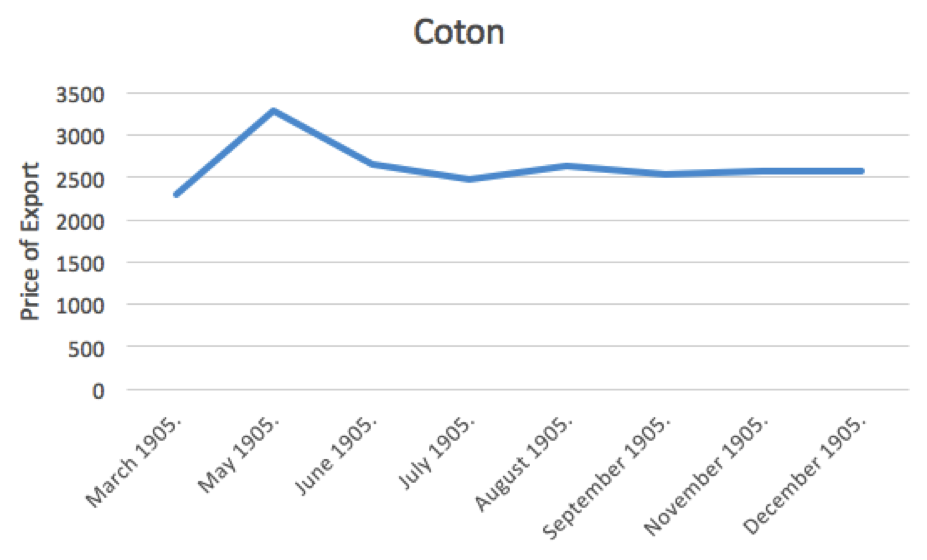 Coton
Price of Export
3500
3000
2500
2000
1500
1000
500
0
March 1905.
May 1905.
June 1905.
July 1905.
August 1905.
September 1905.
November 1905.
December 1905.